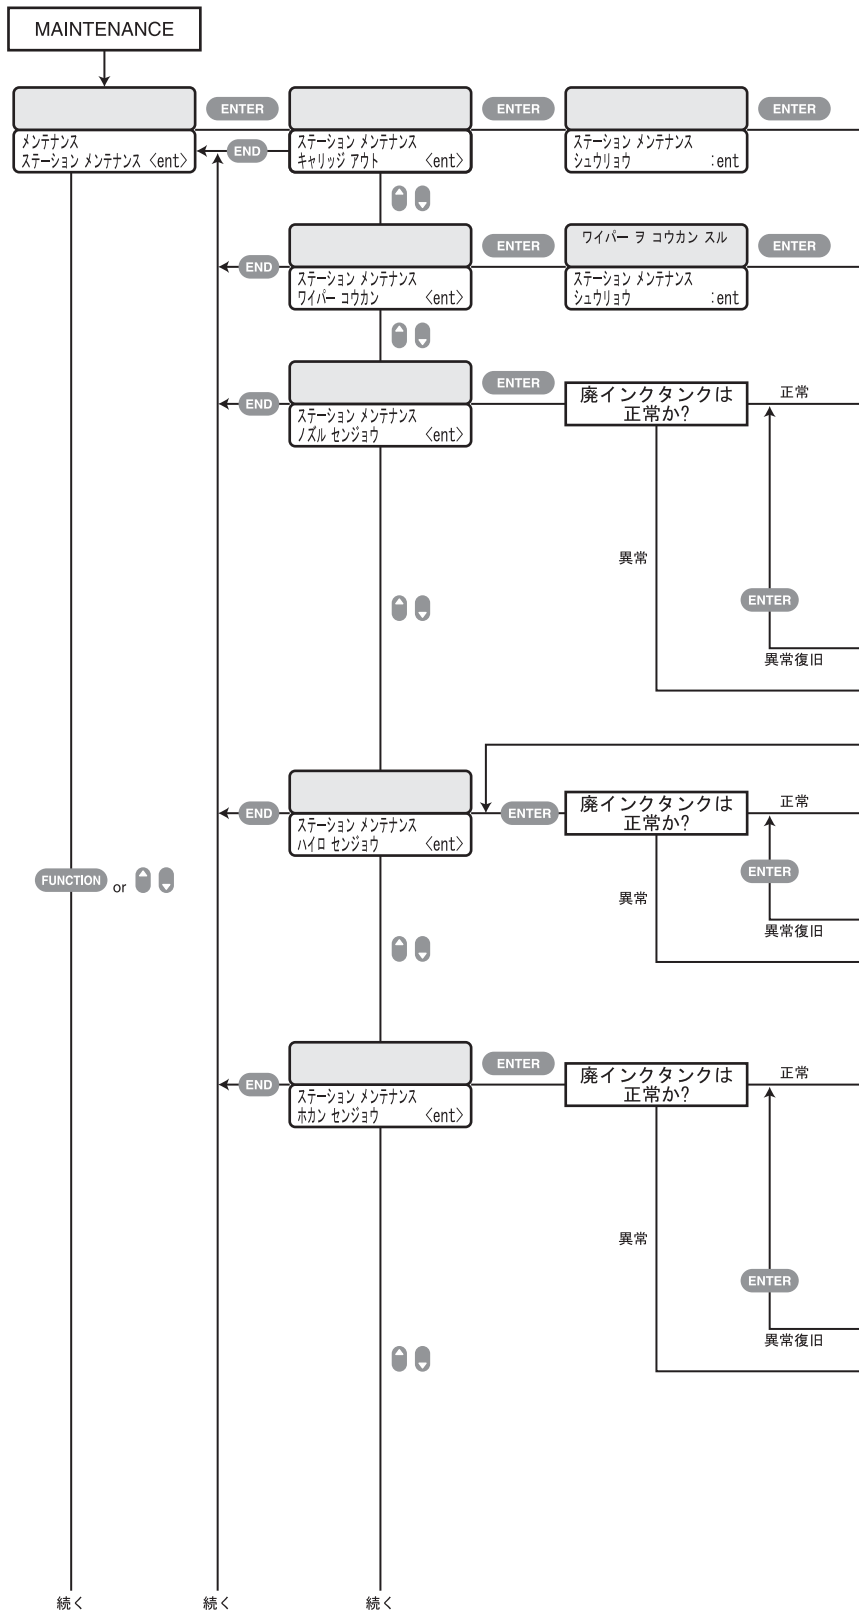 MAINTENANCE
ENTER
ENTER
ENTER
メンテナンス
ステーション メンテナンス <ent>
END
ステーション メンテナンス
キャリッジ アウト <ent>
ステーション メンテナンス
シュウリョウ :ent
ENTER
ワイパー ヲ コウカン スル
ENTER
END
ステーション メンテナンス
ワイパー コウカン <ent>
ステーション メンテナンス
シュウリョウ :ent
ENTER
廃インクタンクは
正常か?
正常
END
ステーション メンテナンス
ノズル センジョウ <ent>
異常
ENTER
異常復旧
END
ENTER
廃インクタンクは
正常か?
正常
ステーション メンテナンス
ハイロ センジョウ <ent>
FUNCTION or
異常
ENTER
異常復旧
ENTER
END
廃インクタンクは
正常か?
正常
ステーション メンテナンス
ホカン センジョウ <ent>
異常
ENTER
異常復旧
続く
続く
続く